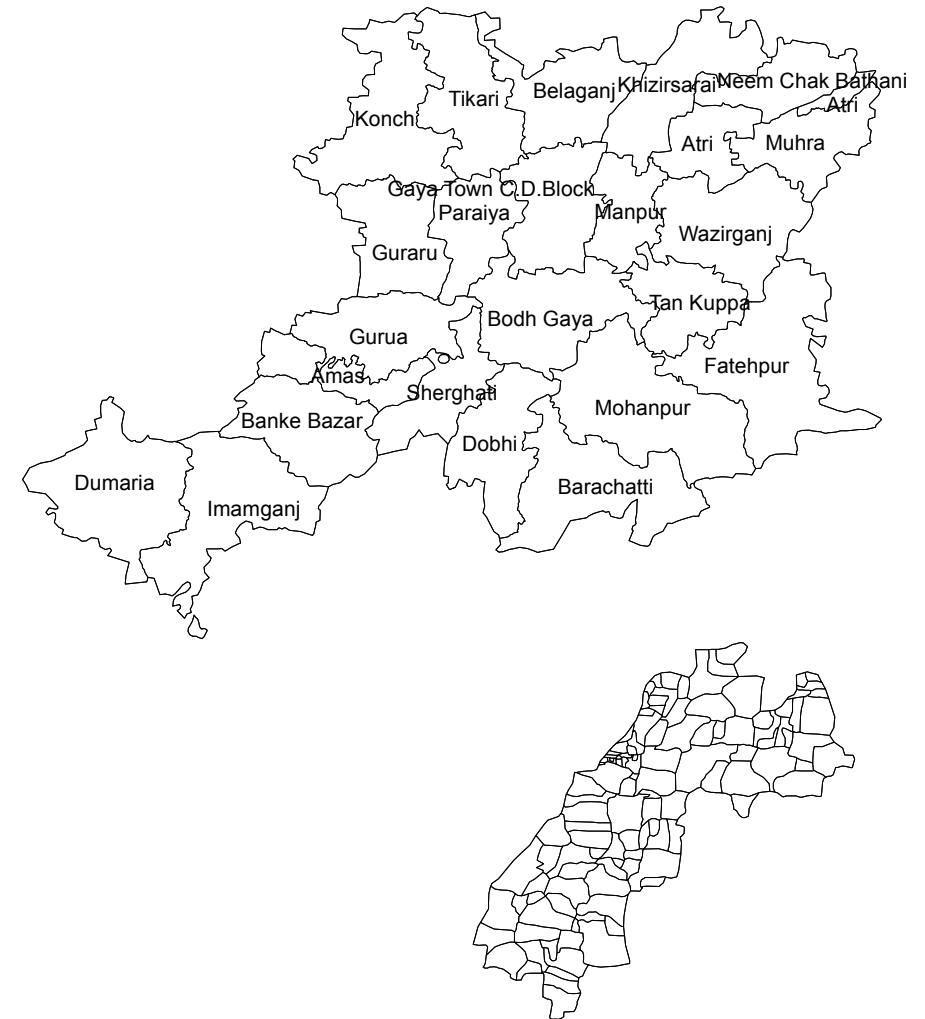 Neem Chak Bathani
Khizirsarai
Belaganj
Tikari
Atri
Konch
Atri
Muhra
Gaya Town C.D.Block
Paraiya
Manpur
Wazirganj
Guraru
Tan Kuppa
Bodh Gaya
Gurua
Fatehpur
Amas
Sherghati
Mohanpur
Banke Bazar
Dobhi
Dumaria
Barachatti
Imamganj